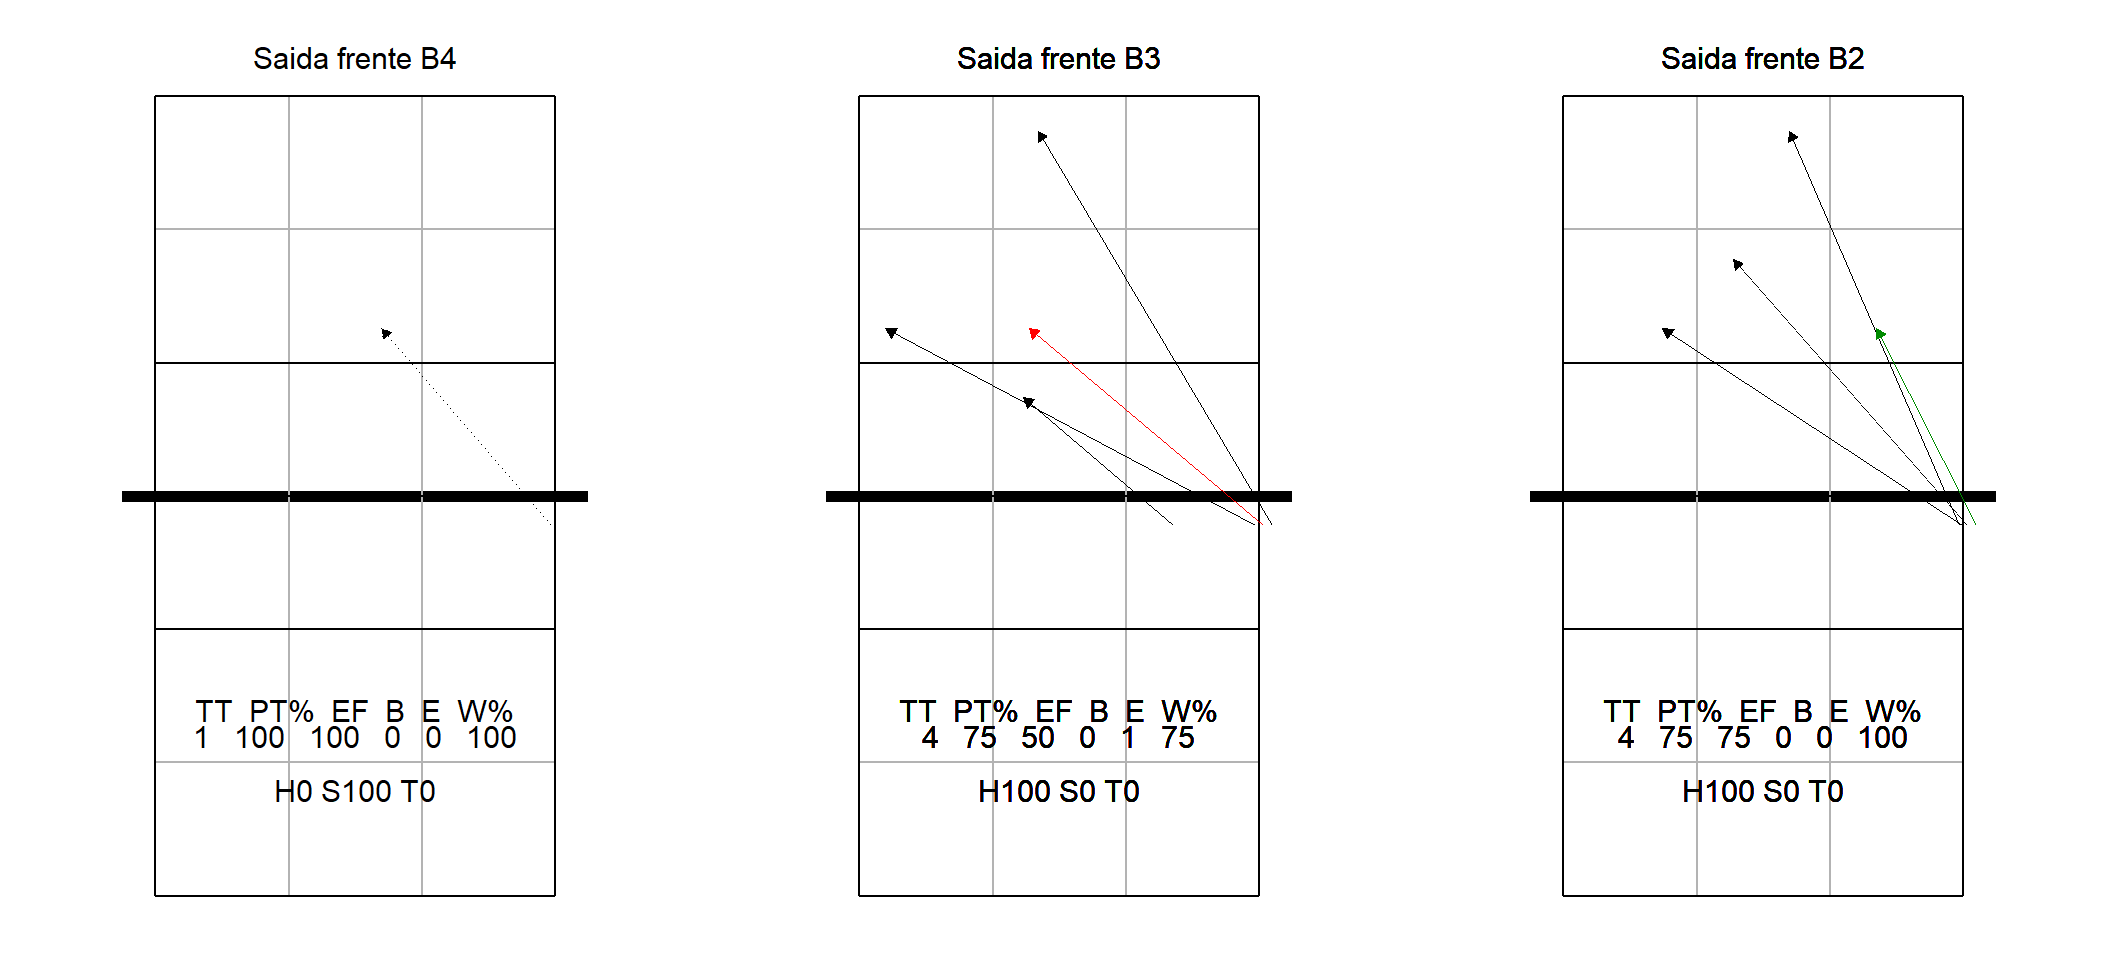 Saida frente B4
TT PT% EF B E W%
1 100 100 0 0 100
H0 S100 T0
Saida frente B3
TT PT% EF B E W%
4 75 50 0 1 75
H100 S0 T0
Saida frente B2
TT PT% EF B E W%
4 75 75 0 0 100
H100 S0 T0